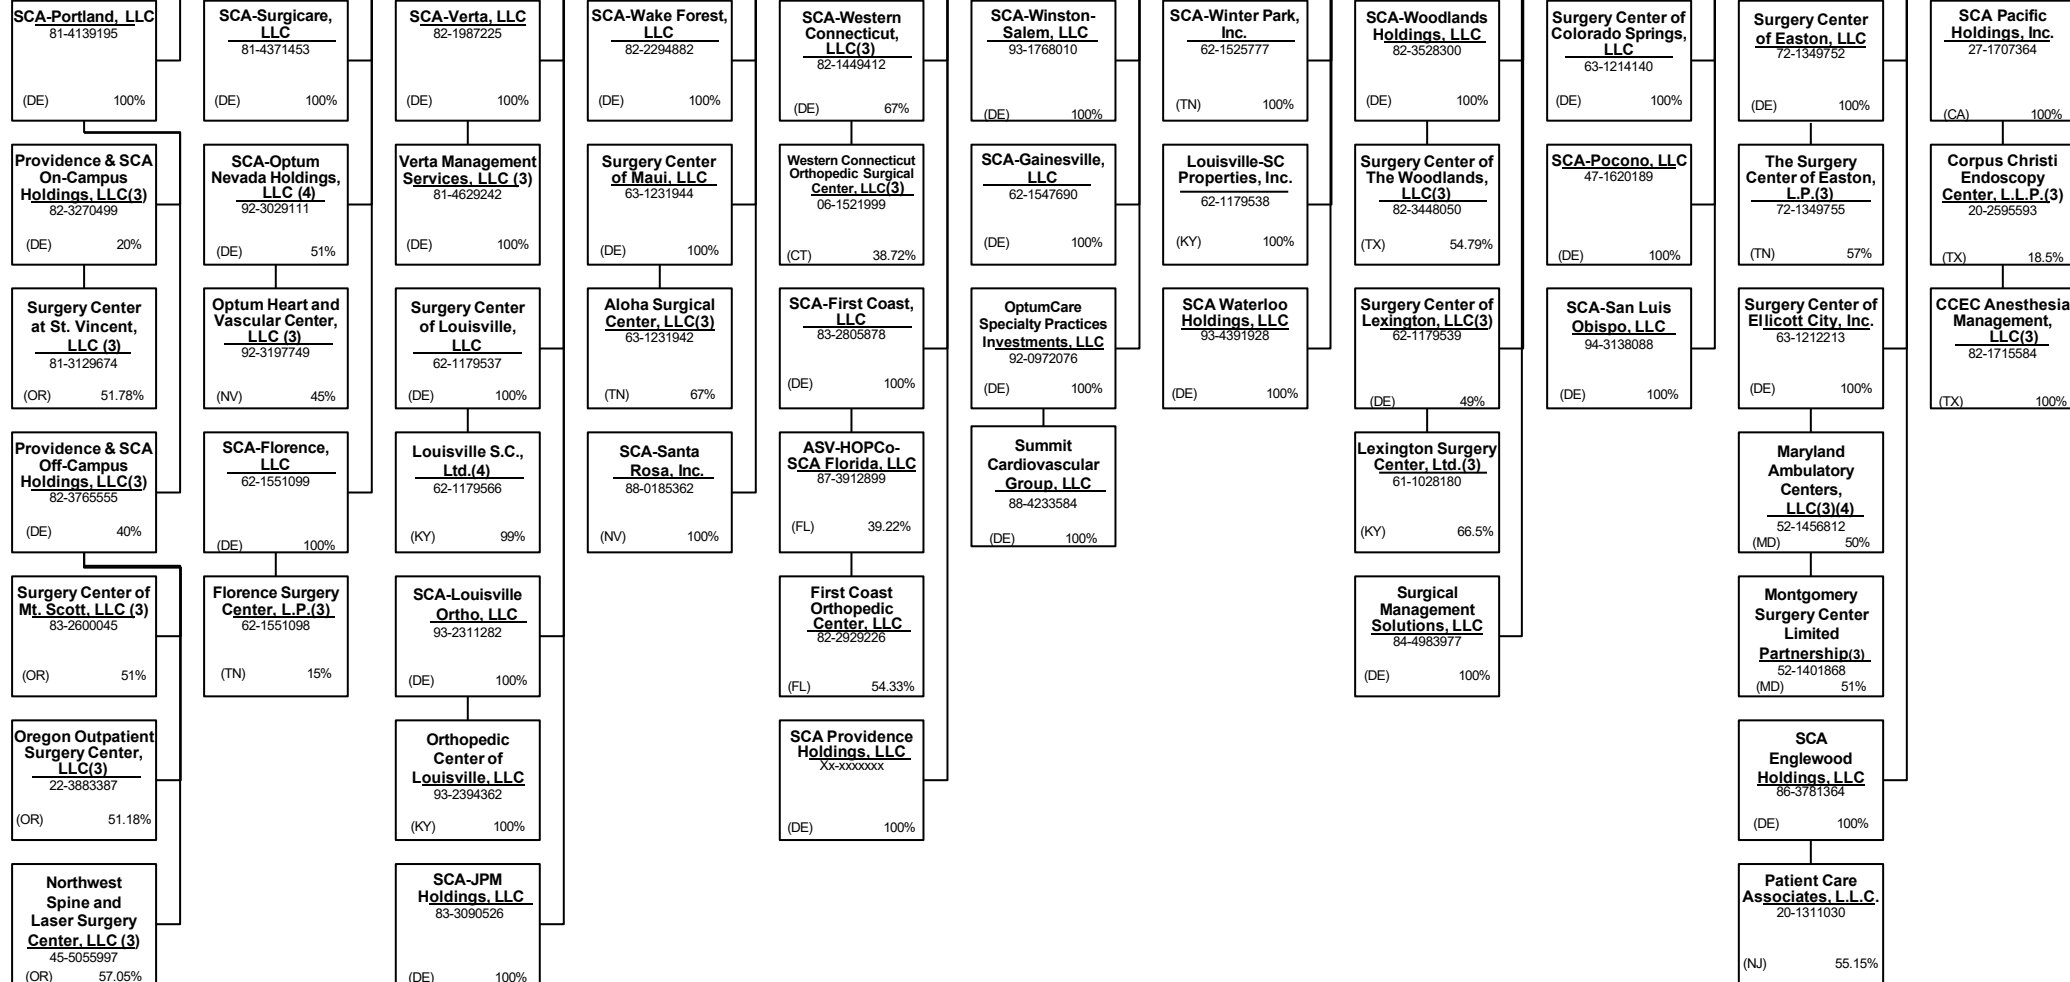 SCA-Portland, LLC
81-4139195
(DE) 100%
Providence & SCA
On-Campus
Holdings, LLC(3)
82-3270499
(DE) 20%
Surgery Center
at St. Vincent,
LLC (3)
81-3129674
(OR) 51.78%
Providence & SCA
Off-Campus
Holdings, LLC(3)
82-3765555
(DE) 40%
Surgery Center of
Mt. Scott, LLC (3)
83-2600045
(OR) 51%
Oregon Outpatient
Surgery Center,
LLC(3)
22-3883387
(OR) 51.18%
Northwest
Spine and
Laser Surgery
Center, LLC (3)
45-5055997
(OR) 57.05%
SCA-Surgicare,
LLC
81-4371453
(DE) 100%
SCA-Optum
Nevada Holdings,
LLC (4)
92-3029111
(DE) 51%
Optum Heart and
Vascular Center,
LLC (3)
92-3197749
(NV) 45%
SCA-Florence,
LLC
62-1551099
(DE) 100%
Florence Surgery
Center, L.P.(3)
62-1551098
(TN) 15%
SCA-Verta, LLC
82-1987225
(DE) 100%
Verta Management
Services, LLC (3)
81-4629242
(DE) 100%
Surgery Center
of Louisville,
LLC
62-1179537
(DE) 100%
Louisville S.C.,
Ltd.(4)
62-1179566
(KY) 99%
SCA-Louisville
Ortho, LLC
93-2311282
(DE) 100%
Orthopedic
Center of
Louisville, LLC
93-2394362
(KY) 100%
SCA-JPM
Holdings, LLC
83-3090526
(DE) 100%
SCA-Wake Forest,
LLC
82-2294882
(DE) 100%
Surgery Center
of Maui, LLC
63-1231944
(DE) 100%
Aloha Surgical
Center, LLC(3)
63-1231942
(TN) 67%
SCA-Santa
Rosa, Inc.
88-0185362
(NV) 100%
SCA-Western
Connecticut,
LLC(3)
82-1449412
(DE) 67%
Western Connecticut
Orthopedic Surgical
Center, LLC(3)
06-1521999
(CT) 38.72%
SCA-First Coast,
LLC
83-2805878
(DE) 100%
ASV-HOPCo-
SCA Florida, LLC
87-3912899
(FL) 39.22%
First Coast
Orthopedic
Center, LLC
82-2929226
(FL) 54.33%
SCA Providence
Holdings, LLC
Xx-xxxxxxx
(DE) 100%
SCA-Winston-
Salem, LLC
93-1768010
(DE) 100%
SCA-Gainesville,
LLC
62-1547690
(DE) 100%
OptumCare
Specialty Practices
Investments, LLC
92-0972076
(DE) 100%
Summit
Cardiovascular
Group, LLC
88-4233584
(DE) 100%
SCA-Winter Park,
Inc.
62-1525777
(TN) 100%
Louisville-SC
Properties, Inc.
62-1179538
(KY) 100%
SCA Waterloo
Holdings, LLC
93-4391928
(DE) 100%
SCA-Woodlands
Holdings, LLC
82-3528300
(DE) 100%
Surgery Center of
The Woodlands,
LLC(3)
82-3448050
(TX) 54.79%
Surgery Center of
Lexington, LLC(3)
62-1179539
(DE) 49%
Lexington Surgery
Center, Ltd.(3)
61-1028180
(KY) 66.5%
Surgical
Management
Solutions, LLC
84-4983977
(DE) 100%
Surgery Center of
Colorado Springs,
LLC
63-1214140
(DE) 100%
SCA-Pocono, LLC
47-1620189
(DE) 100%
SCA-San Luis
Obispo, LLC
94-3138088
(DE) 100%
Surgery Center
of Easton, LLC
72-1349752
(DE) 100%
The Surgery
Center of Easton,
L.P.(3)
72-1349755
(TN) 57%
Surgery Center of
Ellicott City, Inc.
63-1212213
(DE) 100%
Maryland
Ambulatory
Centers,
LLC(3)(4)
52-1456812
(MD) 50%
Montgomery
Surgery Center
Limited
Partnership(3)
52-1401868
(MD) 51%
SCA
Englewood
Holdings, LLC
86-3781364
(DE) 100%
Patient Care
Associates, L.L.C.
20-1311030
(NJ) 55.15%
SCA Pacific
Holdings, Inc.
27-1707364
(CA) 100%
Corpus Christi
Endoscopy
Center, L.L.P.(3)
20-2595593
(TX) 18.5%
CCEC Anesthesia
Management,
LLC(3)
82-1715584
(TX) 100%